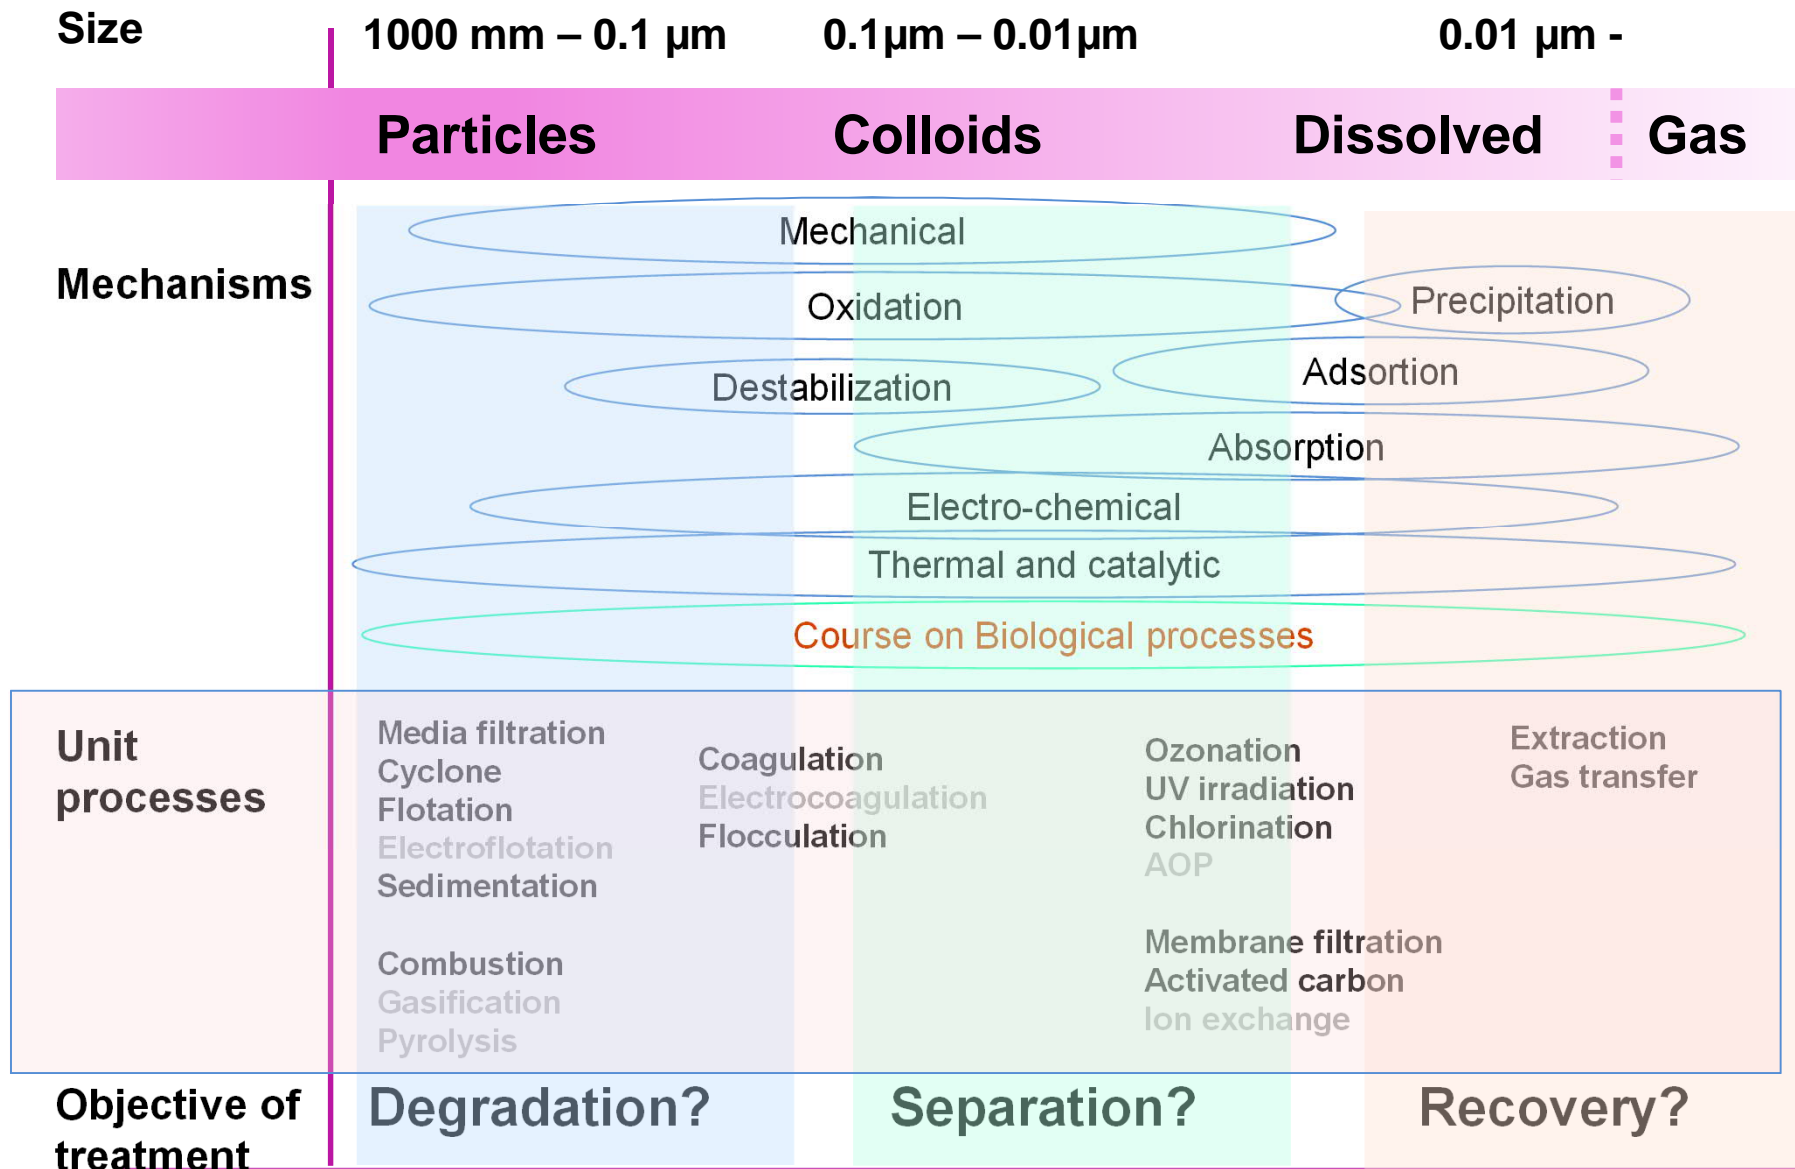 Size
1000 mm – 0.1 µm
0.1µm – 0.01µm
0.01 µm -
Particles
Colloids
Dissolved
Gas
Mechanisms
Mechanical
Oxidation
Precipitation
Destabilization
Adsortion
Absorption
Electro-chemical
Thermal and catalytic
Course on Biological processes
Unit
processes
Media filtration
Cyclone
Flotation
Electroflotation
Sedimentation
Combustion
Gasification
Pyrolysis
Coagulation
Electrocoagulation
Flocculation
Ozonation
UV irradiation
Chlorination
AOP
Membrane filtration
Activated carbon
Ion exchange
Extraction
Gas transfer
Objective of
treatment
Degradation?
Separation?
Recovery?